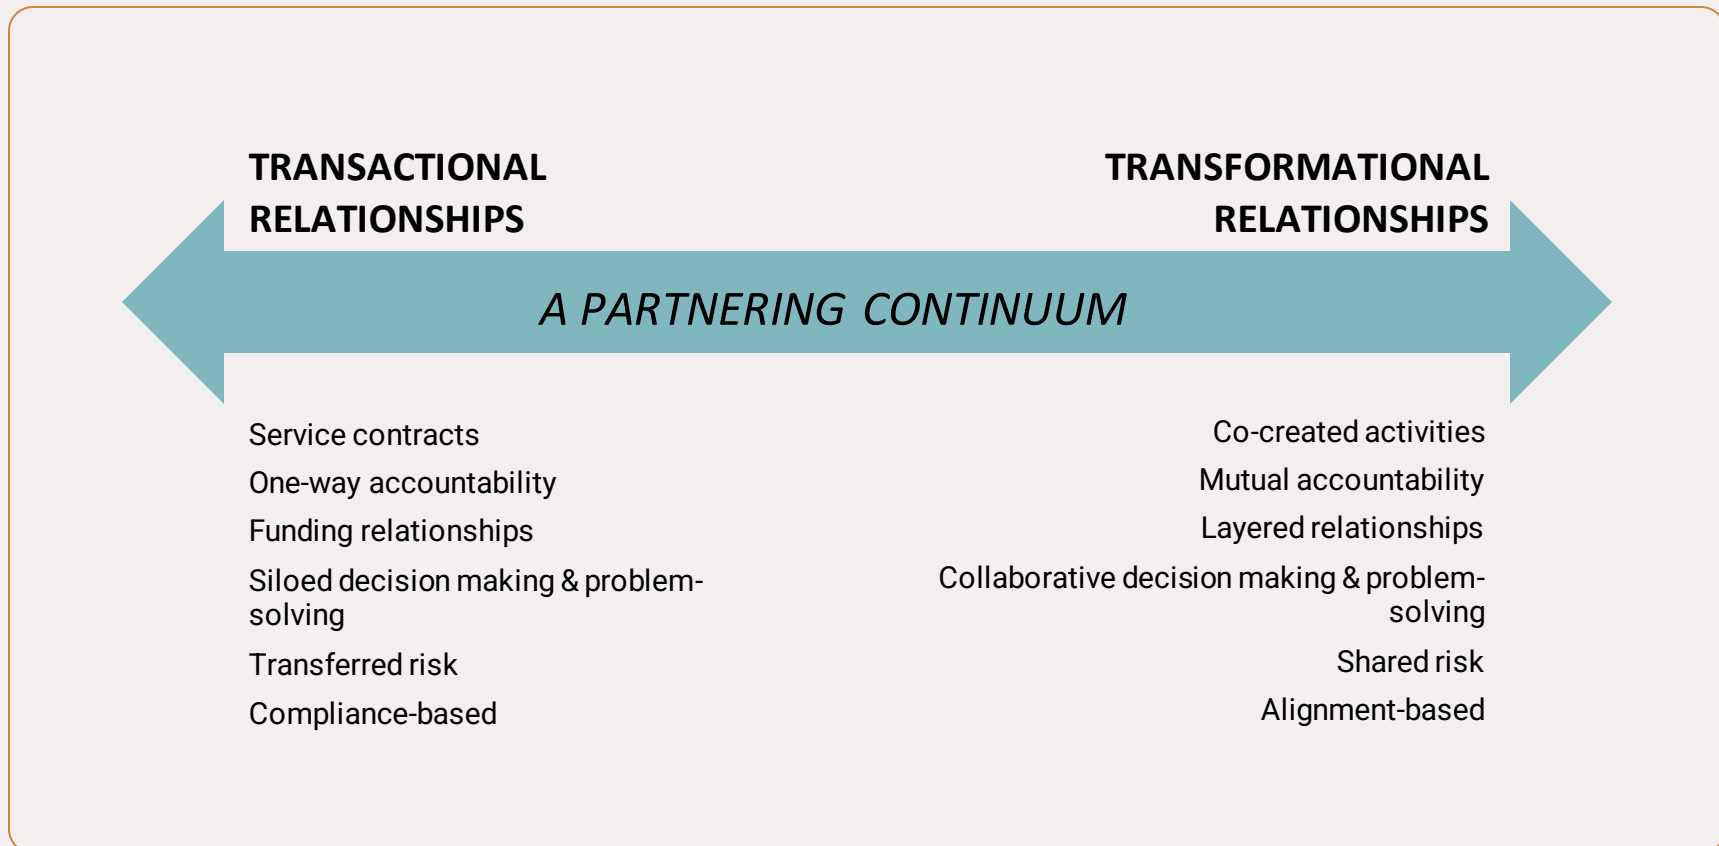 TRANSACTIONAL
RELATIONSHIPS
TRANSFORMATIONAL
RELATIONSHIPS
A PARTNERING CONTINUUM
Service contracts
One-way accountability
Funding relationships
Siloed decision making & problem-
solving
Transferred risk
Compliance-based
Co-created activities
Mutual accountability
Layered relationships
Collaborative decision making & problem-
solving
Shared risk
Alignment-based